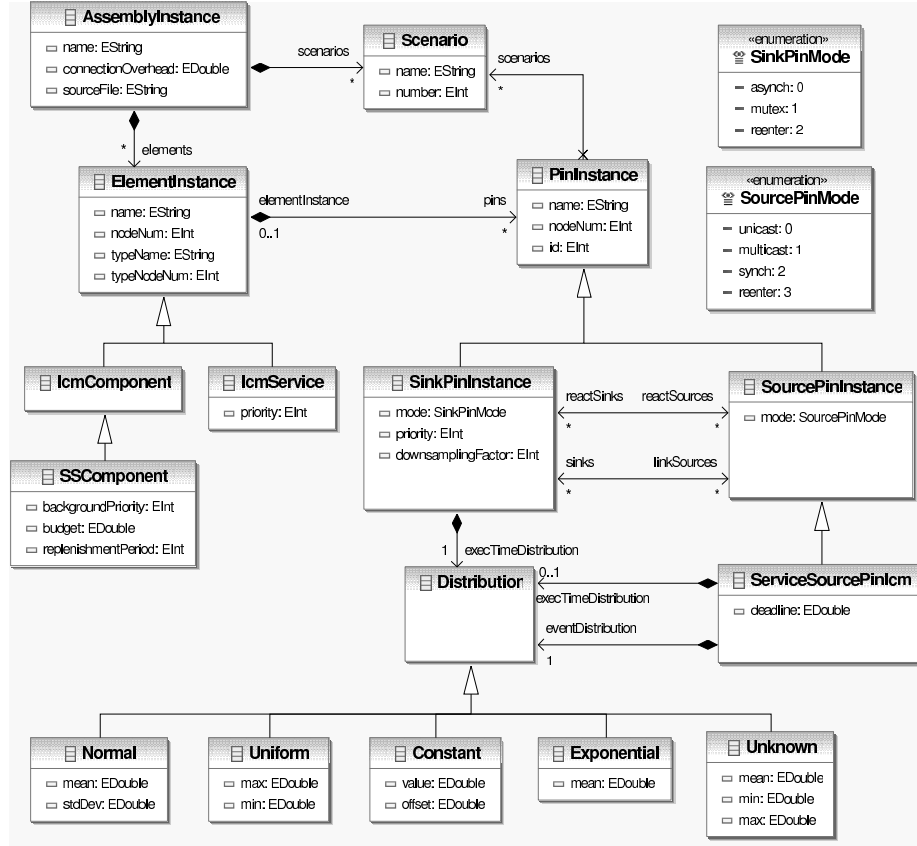 AssemblyInstance
name: EString
connectionOverhead: EDouble
sourceFile: EString
scenarios
*
Scenario
name: EString
number: EInt
scenarios
*
«enumeration»
SinkPinMode
asynch: 0
mutex: 1
reenter: 2
* elements
ElementInstance
name: EString
nodeNum: EInt
typeName: EString
typeNodeNum: EInt
elementInstance
0..1
pins
*
PinInstance
name: EString
nodeNum: EInt
id: EInt
«enumeration»
SourcePinMode
unicast: 0
multicast: 1
synch: 2
reenter: 3
IcmComponent
IcmService
priority: EInt
SinkPinInstance
mode: SinkPinMode
priority: EInt
downsamplingFactor: EInt
reactSinks reactSources
* *
sinks linkSources
* *
SourcePinInstance
mode: SourcePinMode
SSComponent
backgroundPriority: EInt
budget: EDouble
replenishmentPeriod: EInt
1 execTimeDistribution
Distribution
0..1
execTimeDistribution
eventDistribution
1
ServiceSourcePinIcm
deadline: EDouble
Normal
mean: EDouble
stdDev: EDouble
Uniform
max: EDouble
min: EDouble
Constant
value: EDouble
offset: EDouble
Exponential
mean: EDouble
Unknown
mean: EDouble
min: EDouble
max: EDouble